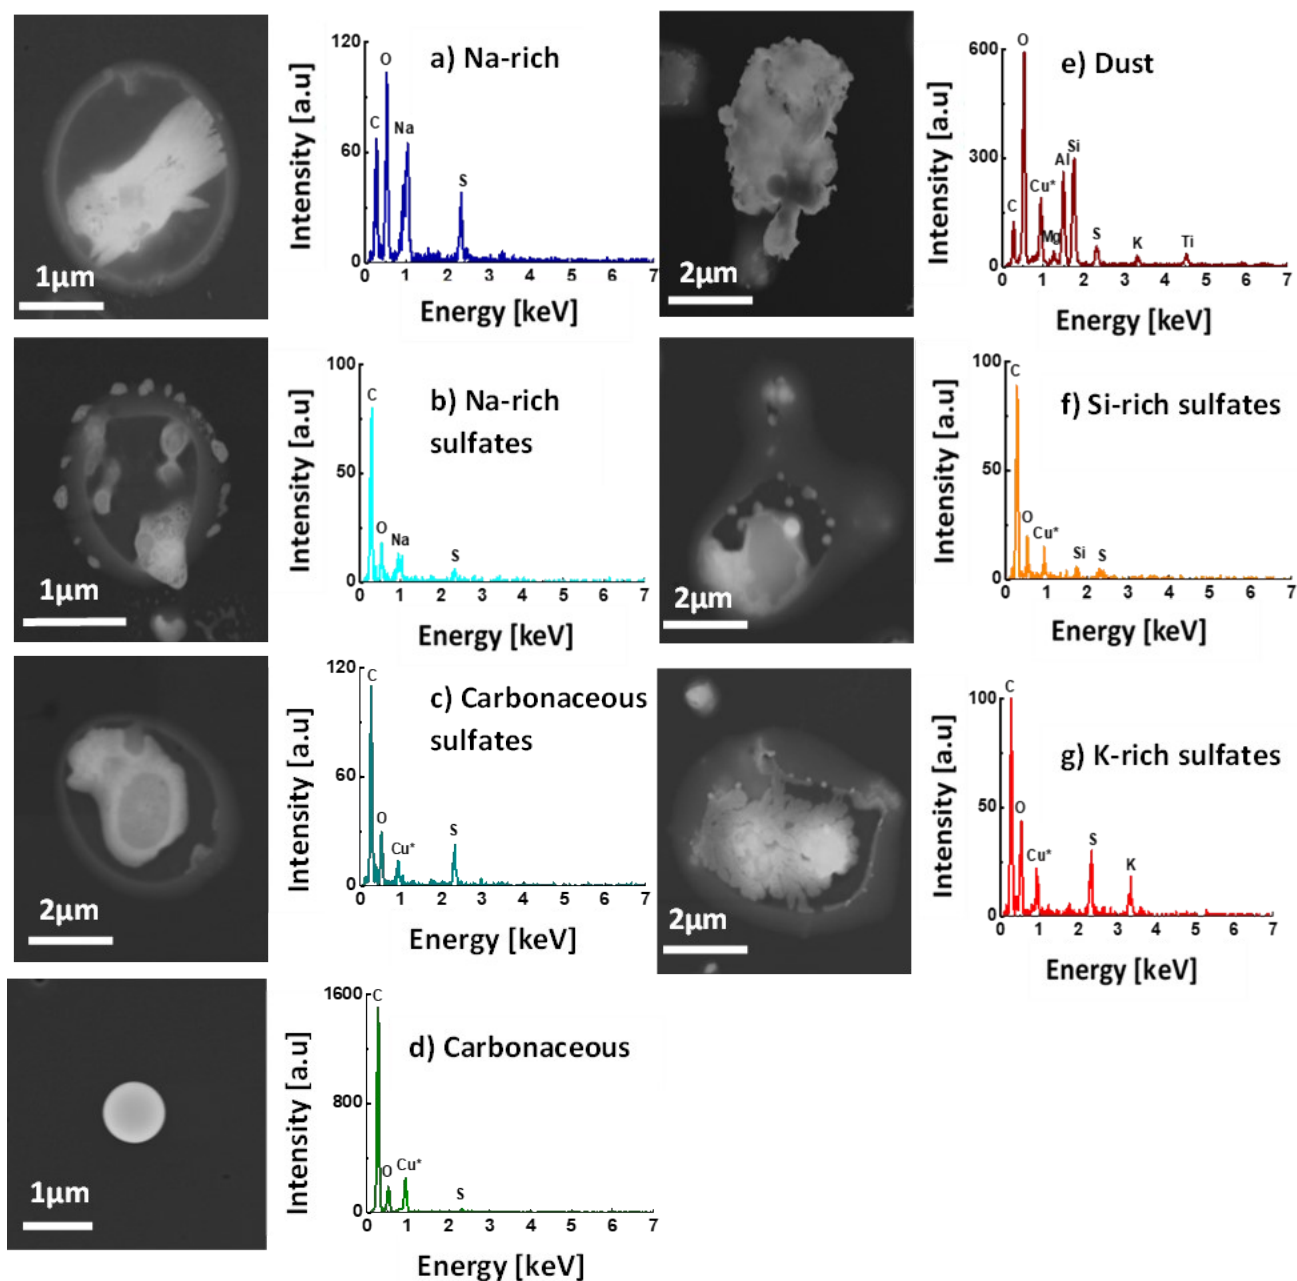 1μm
120
60
0
Intensity [a.u]
C
O
Na
S
a) Na-rich
0 1 2 3 4 5 6 7
Energy [keV]
1μm
100
50
0
Intensity [a.u]
C
O
Na
S
b) Na-rich
sulfates
0 1 2 3 4 5 6 7
Energy [keV]
2μm
120
60
0
Intensity [a.u]
C
O
Cu*
S
c) Carbonaceous
sulfates
0 1 2 3 4 5 6 7
Energy [keV]
1μm
1600
800
0
Intensity [a.u]
C
O
Cu*
S
d) Carbonaceous
0 1 2 3 4 5 6 7
Energy [keV]
2μm
600
300
0
Intensity [a.u]
C
O
Cu*
Mg
Al
Si
S
K
Ti
e) Dust
0 1 2 3 4 5 6 7
Energy [keV]
2μm
100
50
0
Intensity [a.u]
C
O
Cu*
Si
S
f) Si-rich sulfates
0 1 2 3 4 5 6 7
Energy [keV]
2μm
100
50
0
Intensity [a.u]
C
O
Cu*
S
K
g) K-rich sulfates
0 1 2 3 4 5 6 7
Energy [keV]